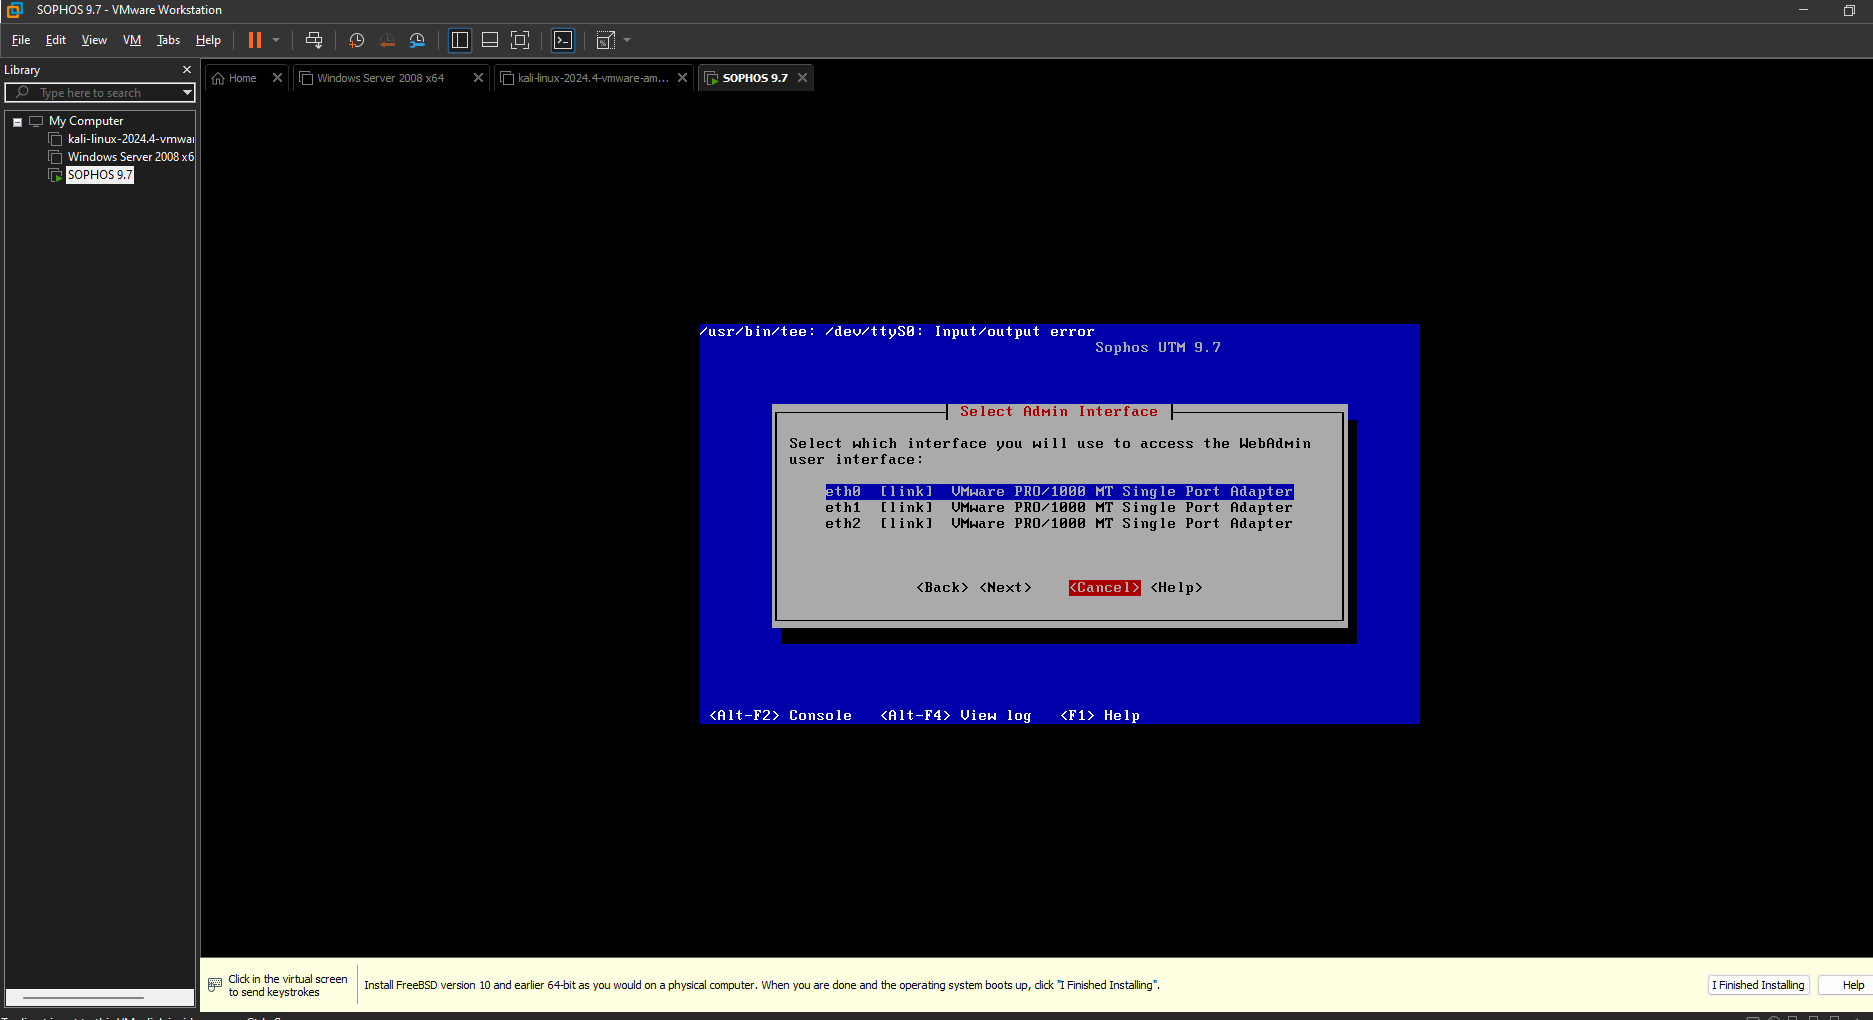 SOPHOS 9.7 - VMware Workstation
File Edit View VM Tabs Help
Library
Type here to search
My Computer
kali-linux-2024.4-vmwar
Windows Server 2008 x6
SOPHOS 9.7
Home
Windows Server 2008 x64
kali-linux-2024.4-vmware-am...
SOPHOS 9.7
/usr/bin/tee: /dev/ttyS0: Input/output error
Sophos UTM 9.7
Select Admin Interface
Select which interface you will use to access the WebAdmin
user interface:
eth0 [link] VMware PRO/1000 MT Single Port Adapter
eth1 [link] VMware PRO/1000 MT Single Port Adapter
eth2 [link] VMware PRO/1000 MT Single Port Adapter
<Back> <Next> <Cancel> <Help>
<Alt-F2> Console <Alt-F4> View log <F1> Help
Click in the virtual screen
to send keystrokes
Install FreeBSD version 10 and earlier 64-bit as you would on a physical computer. When you are done and the operating system boots up, click "I Finished Installing".
I Finished Installing
Help